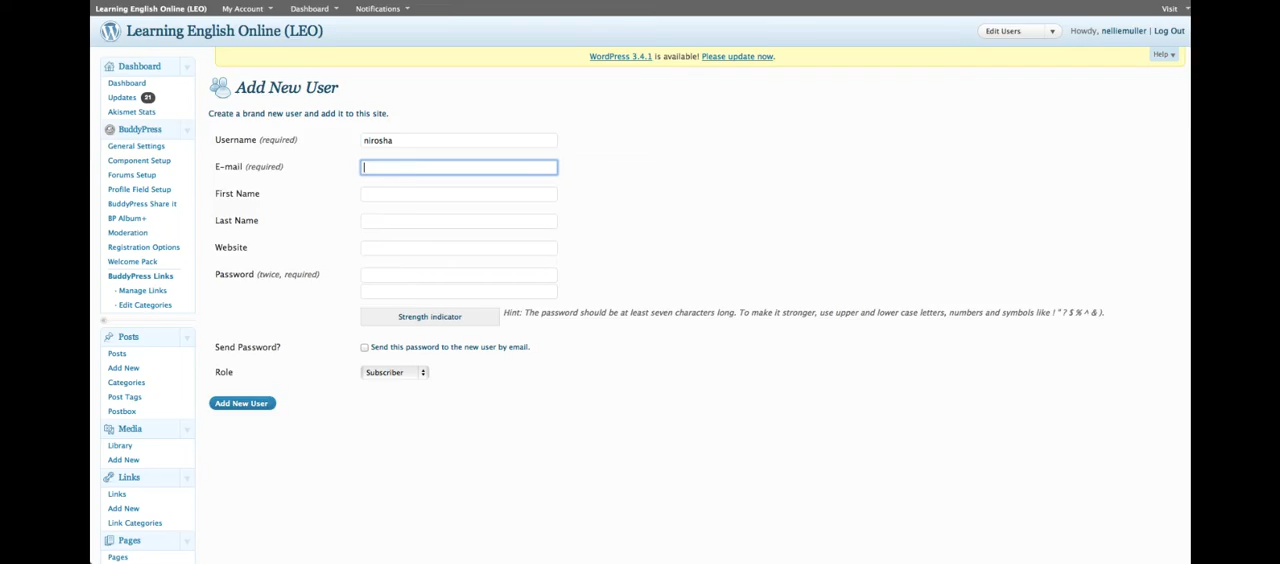 Learning English Online (LEO) My Account Dashboard Notifications Visit
Learning English Online (LEO) Edit Users Howdy, nelliemuller | Log Out
WordPress 3.4.1 is available! Please update now.
Help
Dashboard
Dashboard
Updates 21
Akismet Stats
BuddyPress
General Settings
Component Setup
Forums Setup
Profile Field Setup
BuddyPress Share It
BP Album+
Moderation
Registration Options
Welcome Pack
BuddyPress Links
· Manage Links
· Edit Categories
Posts
Posts
Add New
Categories
Post Tags
Postbox
Media
Library
Add New
Links
Links
Add New
Link Categories
Pages
Pages
Add New User
Create a brand new user and add it to this site.
Username (required) nirosha
E-mail (required)
First Name
Last Name
Website
Password (twice, required)
Strength indicator Hint: The password should be at least seven characters long. To make it stronger, use upper and lower case letters, numbers and symbols like ! " ? $ % ^ & ).
Send Password? Send this password to the new user by email.
Role Subscriber
Add New User